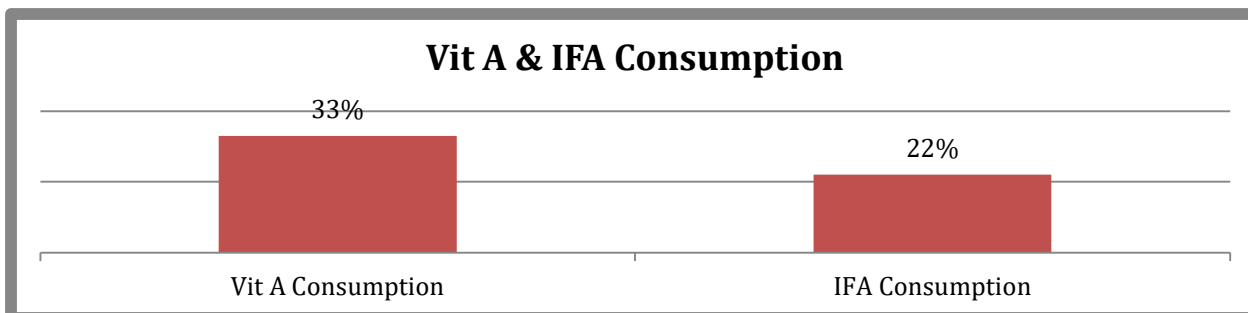 Vit A & IFA Consumption
33%
22%
Vit A Consumption
IFA Consumption